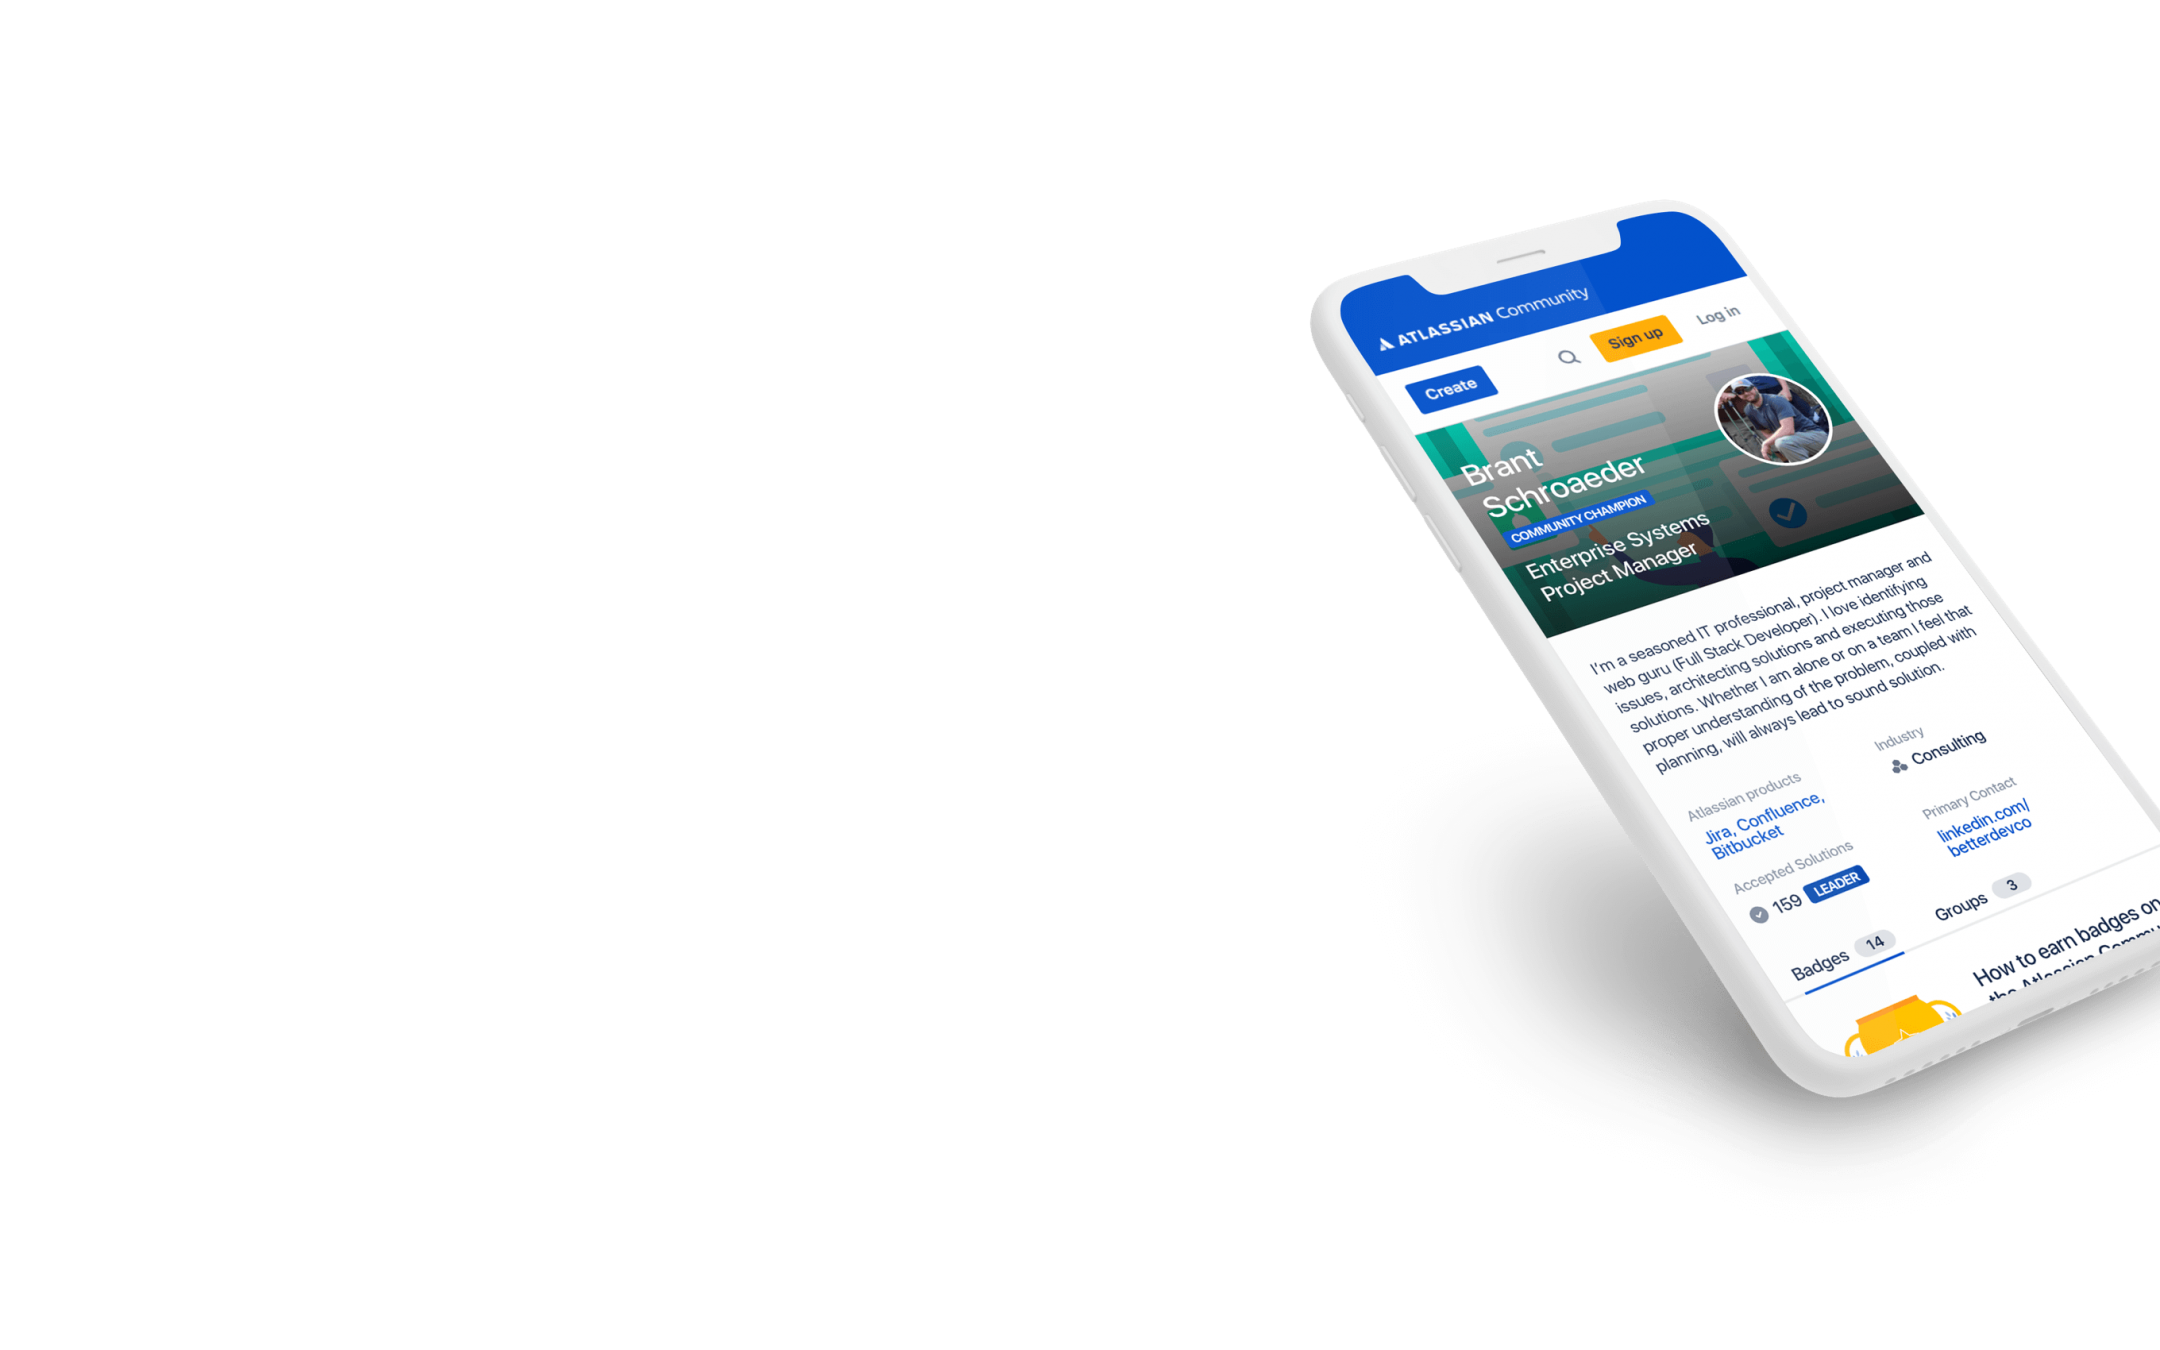 ATLASSIAN Community
Create
Sign up
Log in
Brant
Schroaeder
COMMUNITY CHAMPION
Enterprise Systems
Project Manager
I'm a seasoned IT professional, project manager and
web guru (Full Stack Developer). I love identifying
issues, architecting solutions and executing those
solutions. Whether I am alone or on a team I feel that
proper understanding of the problem, coupled with
planning, will always lead to sound solution.
Atlassian products
Jira, Confluence,
Bitbucket
Industry
Consulting
Accepted Solutions
159 LEADER
Primary Contact
linkedin.com/
betterdevco
Badges 14
Groups 3
How to earn badges on
the Atlassian